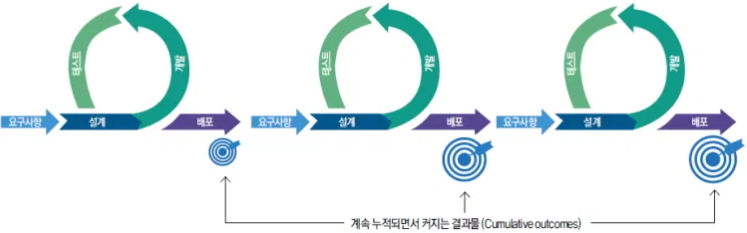 테스트
개발
요구사항
설계
배포
테스트
개발
요구사항
설계
배포
테스트
개발
요구사항
설계
배포
계속 누적되면서 커지는 결과물 (Cumulative outcomes)